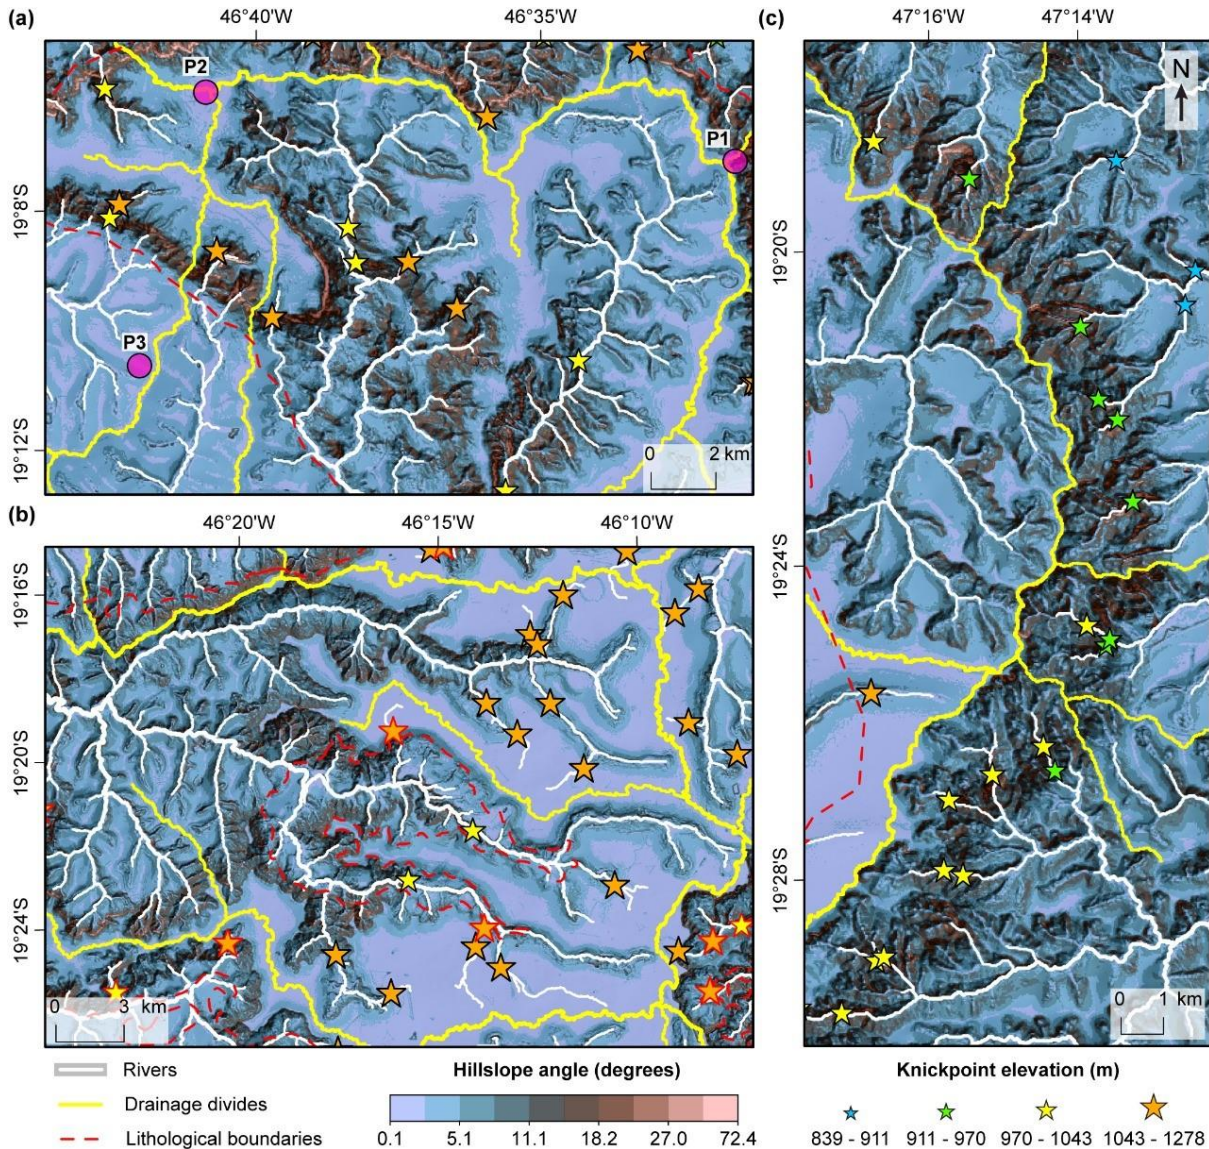 (a)
46°40'W
46°35'W
P2
P1
19°8'S
P3
19°12'S
0 2 km
(b)
46°20'W
46°15'W
46°10'W
19°16'S
19°20'S
19°24'S
0 3 km
(c)
47°16'W
47°14'W
N
19°20'S
19°24'S
19°28'S
0 1 km
Rivers
Drainage divides
Lithological boundaries
Hillslope angle (degrees)
0.1 5.1 11.1 18.2 27.0 72.4
Knickpoint elevation (m)
839 - 911 911 - 970 970 - 1043 1043 - 1278